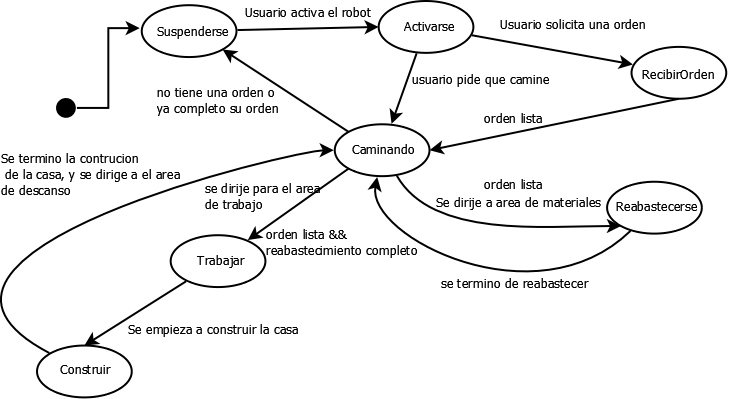 Usuario activa el robot
Suspenderse
Activarse
Usuario solicita una orden
RecibirOrden
usuario pide que camine
no tiene una orden o
ya completo su orden
orden lista
Caminando
Se termino la contrucion
de la casa, y se dirige a el area
de descanso
se dirije para el area
de trabajo
orden lista
Se dirije a area de materiales
Reabastecerse
orden lista &&
reabastecimiento completo
Trabajar
se termino de reabastecer
Se empieza a construir la casa
Construir